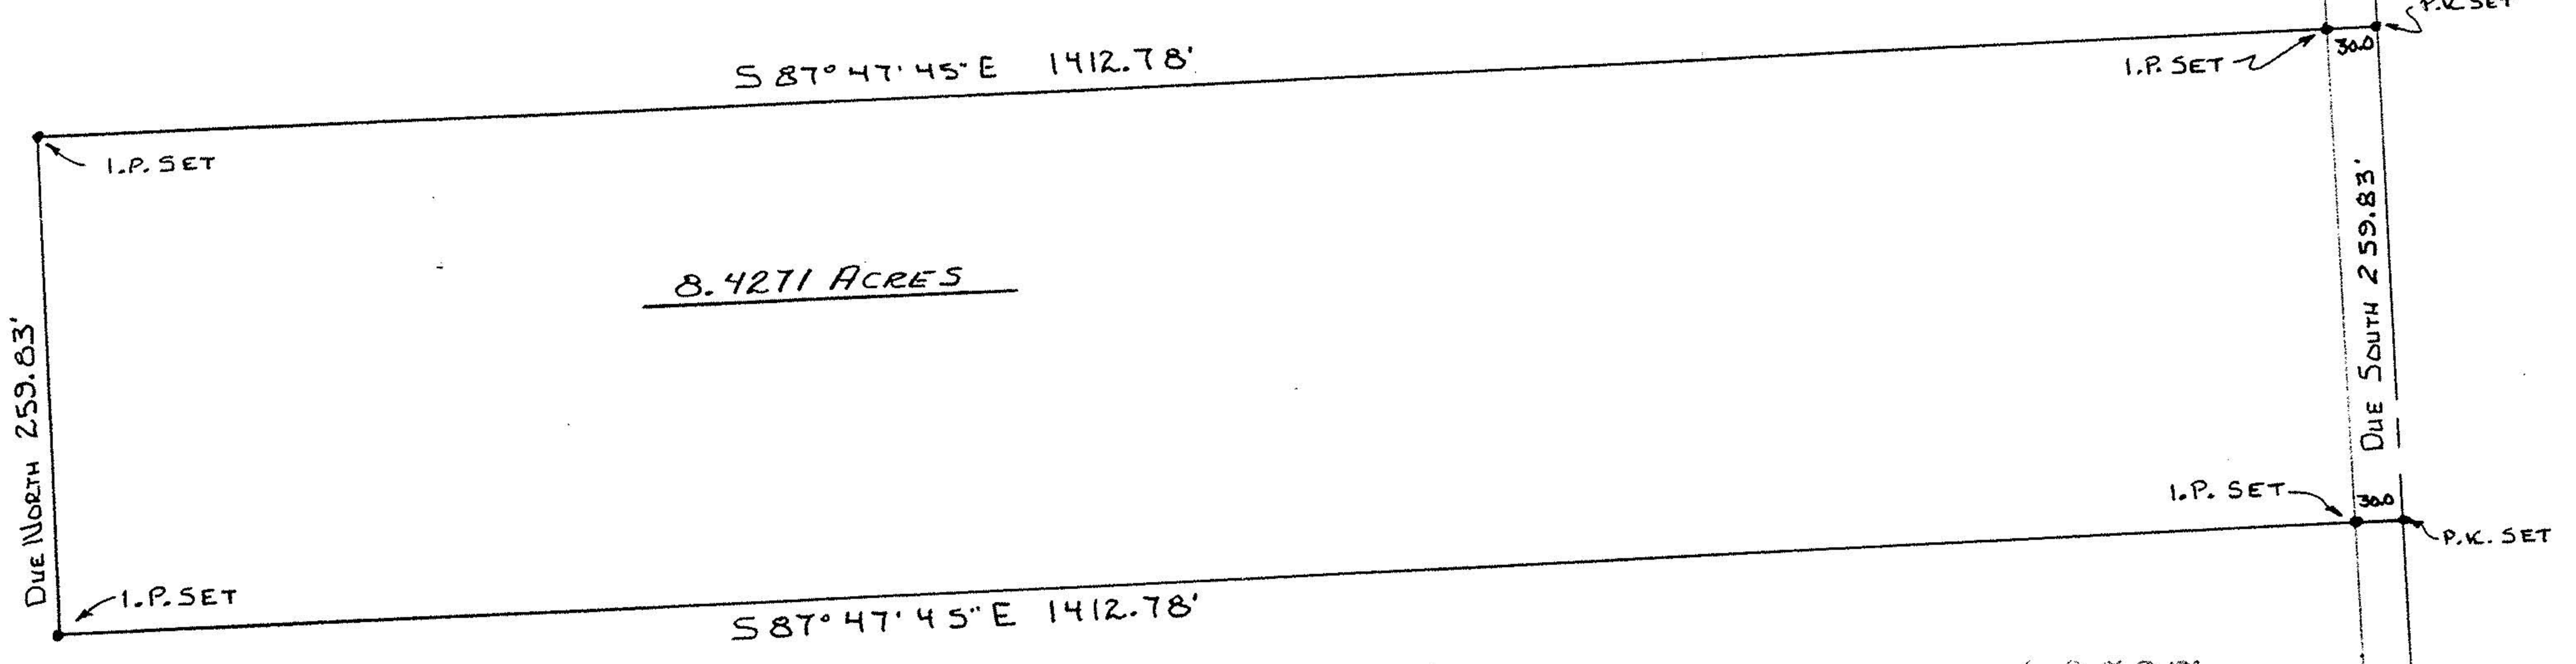 P.K SET
S 87° 47' 45" E 1412.78'
30.0
I.P. SET
I.P. SET
DUE SOUTH 259.83'
8.4271 ACRES
DUE NORTH 259.83'
I.P. SET
30.0
P.K. SET
I.P. SET
S 87° 47' 45" E 1412.78'